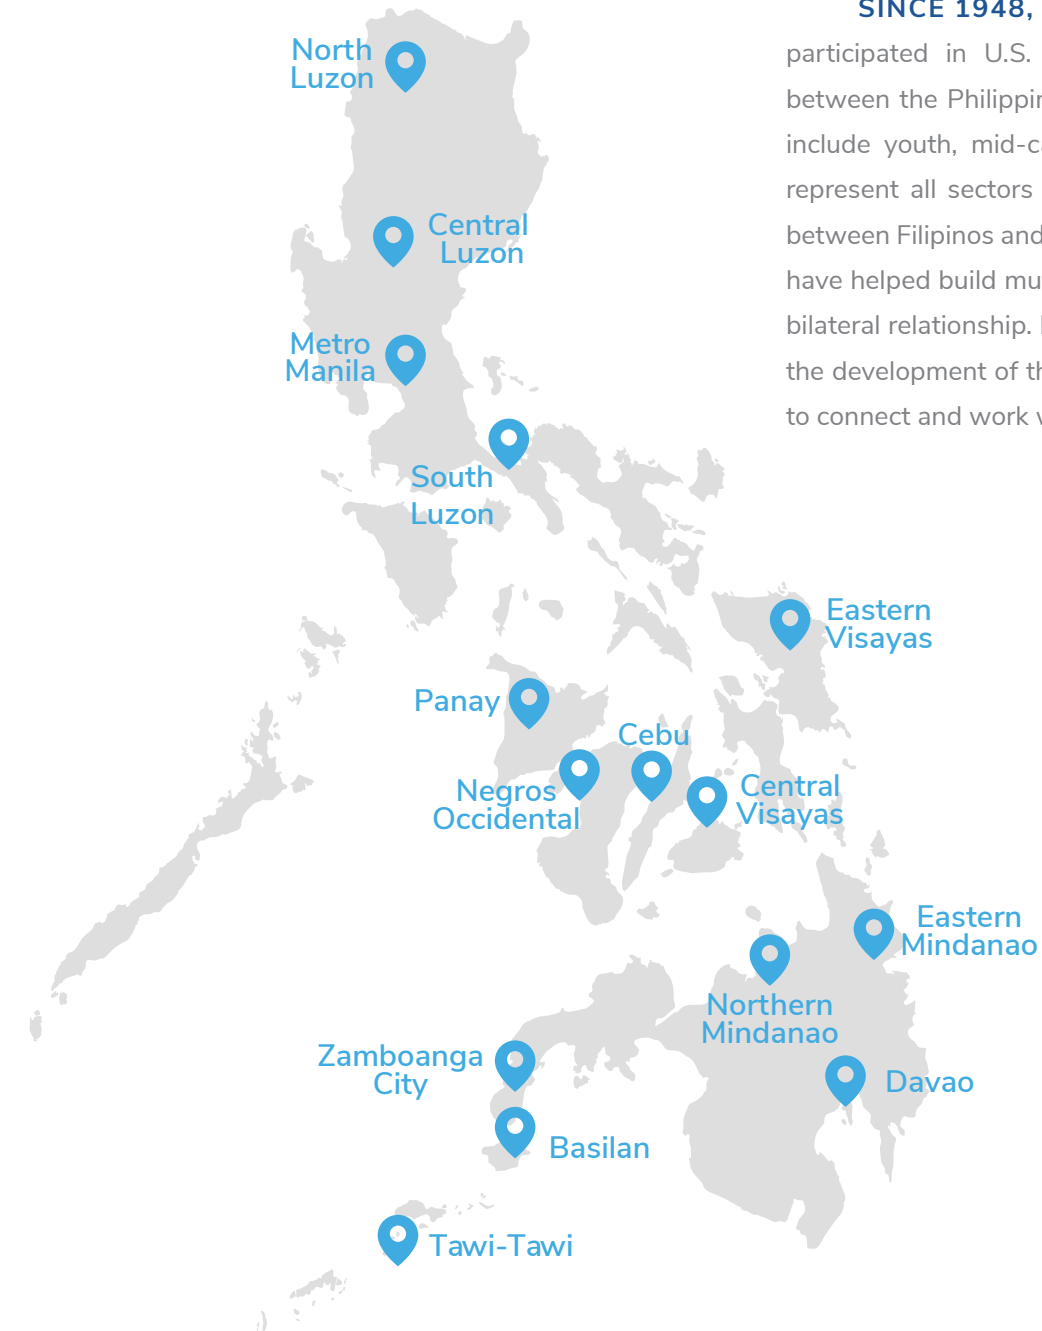 North
Luzon
Central
Luzon
Metro
Manila
South
Luzon
Eastern
Visayas
Panay
Cebu
Negros
Occidental
Central
Visayas
Eastern
Mindanao
Northern
Mindanao
Zamboanga
City
Davao
Basilan
Tawi-Tawi
SINCE 1948,
participated in U.S.
between the Philippin
include youth, mid-ca
represent all sectors
between Filipinos and
have helped build mu
bilateral relationship.
the development of th
to connect and work